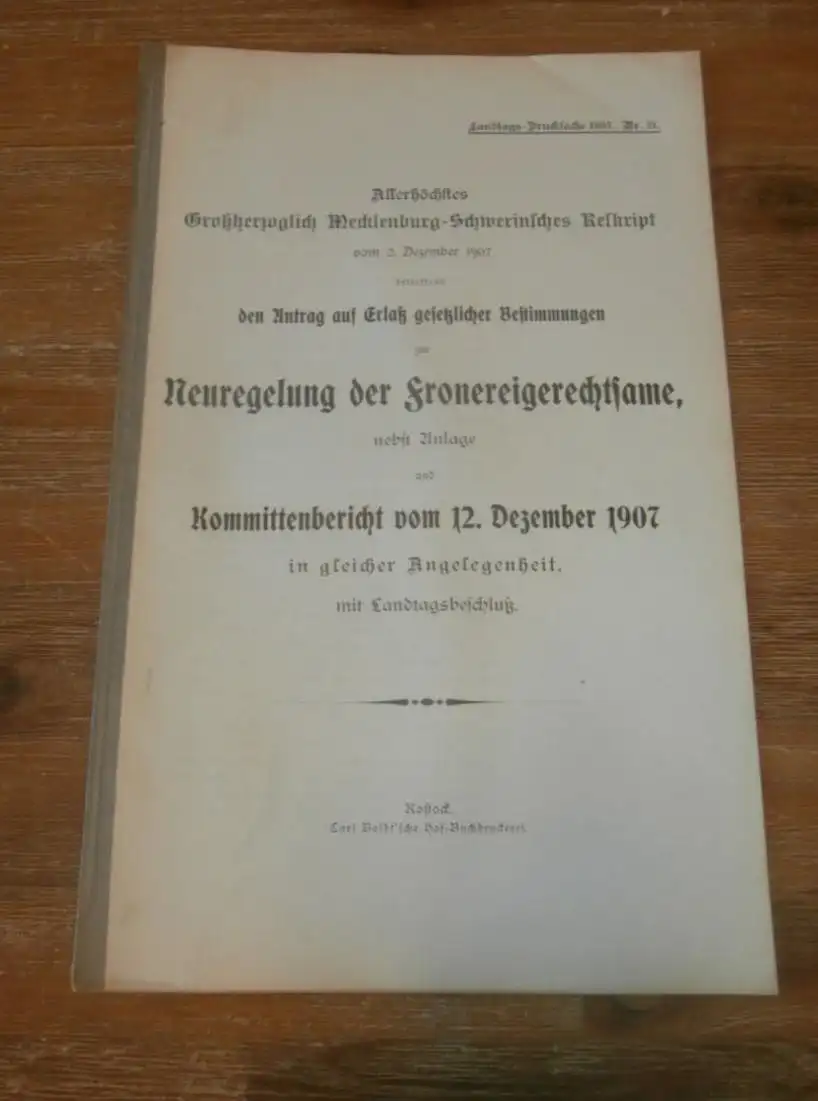 Landtags-Drucksache 1907. Nr.
Allerhöchstes
Großherzoglich Mecklenburg-Schwerinsches Reskript
vom 2. Dezember 1907
betreffend
den Antrag auf Erlaß gesetzlicher Bestimmungen
zur
Neuregelung der Fronereigerechtsame,
nebst Anlage
und
Kommittenbericht vom 12. Dezember 1907
in gleicher Angelegenheit,
mit Landtagsbeschluß.
Rostock.
Carl Boldt'sche Hof-Buchdruckerei.